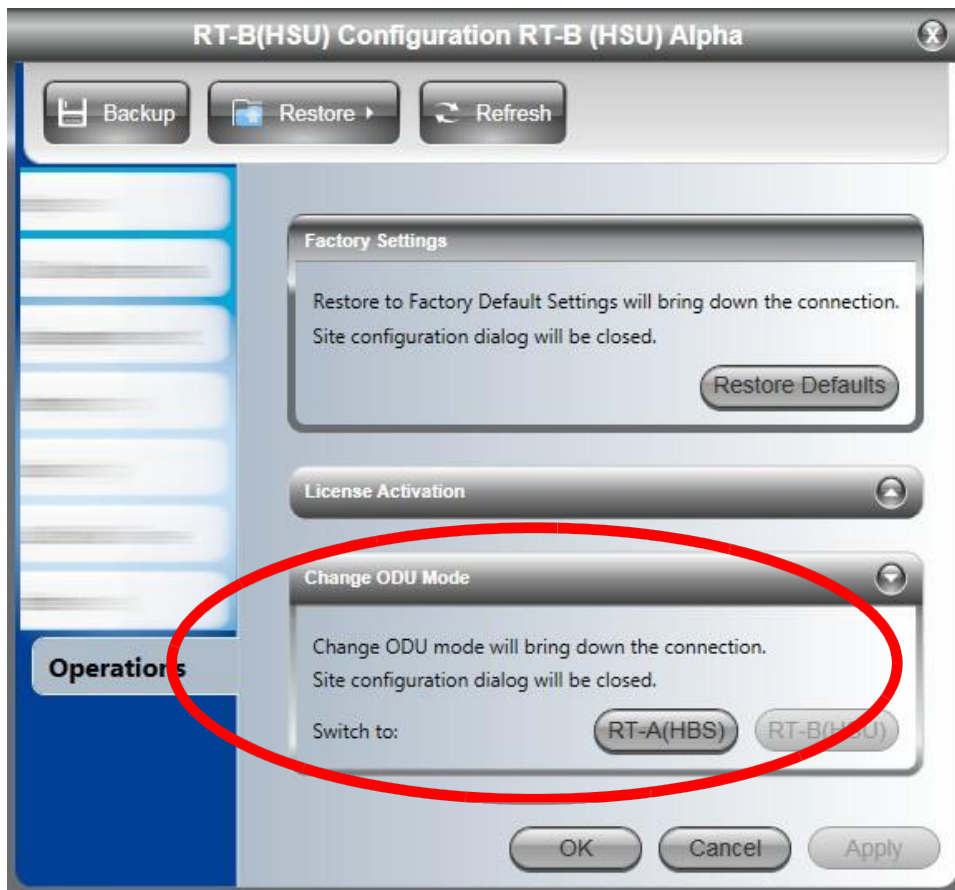 RT-B(HSU) Configuration RT-B (HSU) Alpha
Backup
Restore
Refresh
Factory Settings
Restore to Factory Default Settings will bring down the connection.
Site configuration dialog will be closed.
Restore Defaults
License Activation
Change ODU Mode
Change ODU mode will bring down the connection.
Operations
Site configuration dialog will be closed.
Switch to:
RT-A(HBS)
RT-B(HSU)
OK
Cancel
Apply